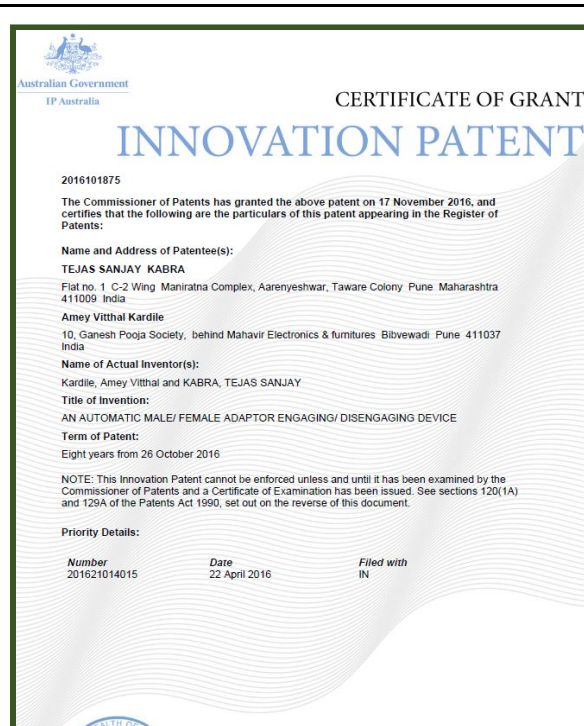 Australian Government
IP Australia
CERTIFICATE OF GRANT
INNOVATION PATENT
2016101875
The Commissioner of Patents has granted the above patent on 17 November 2016, and
certifies that the following are the particulars of this patent appearing in the Register of
Patents:
Name and Address of Patentee(s):
TEJAS SANJAY KABRA
Flat no. 1 C-2 Wing Maniratna Complex, Aarenyeshwar, Taware Colony Pune Maharashtra
411009 India
Amey Vitthal Kardile
10, Ganesh Pooja Society, behind Mahavir Electronics & furnitures Bibvewadi Pune 411037
India
Name of Actual Inventor(s):
Kardile, Amey Vitthal and KABRA, TEJAS SANJAY
Title of Invention:
AN AUTOMATIC MALE/ FEMALE ADAPTOR ENGAGING/ DISENGAGING DEVICE
Term of Patent:
Eight years from 26 October 2016
NOTE: This Innovation Patent cannot be enforced unless and until it has been examined by the
Commissioner of Patents and a Certificate of Examination has been issued. See sections 120(1A)
and 129A of the Patents Act 1990, set out on the reverse of this document.
Priority Details:
Number Date Filed with
201621014015 22 April 2016 IN